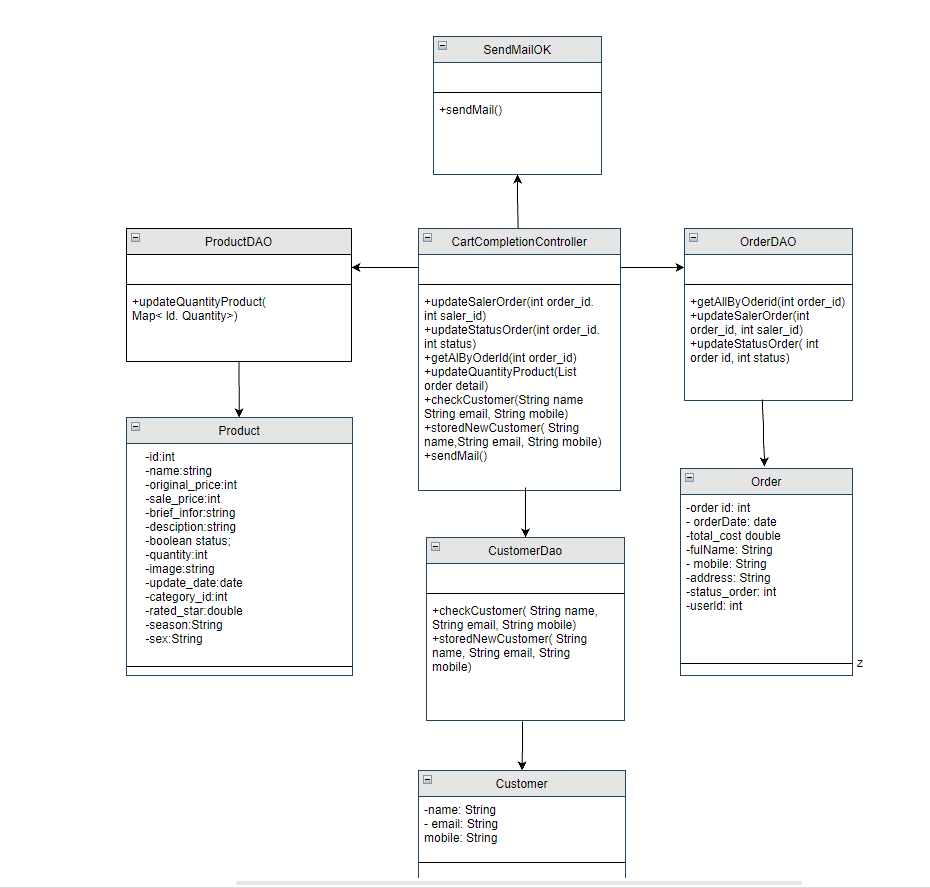 SendMailOK
+sendMail()
ProductDAO
+updateQuantityProduct(
Map< Id. Quantity>)
CartCompletionController
+updateSalerOrder(int order_id.
int saler_id)
+updateStatusOrder(int order_id.
int status)
+getAlByOderId(int order_id)
+updateQuantityProduct(List
order detail)
+checkCustomer(String name
String email, String mobile)
+storedNewCustomer( String
name,String email, String mobile)
+sendMail()
OrderDAO
+getAllByOderid(int order_id)
+updateSalerOrder(int
order_id, int saler_id)
+updateStatusOrder( int
order id, int status)
Product
-id:int
-name:string
-original_price:int
-sale_price:int
-brief_infor:string
-desciption:string
-boolean status;
-quantity:int
-image:string
-update_date:date
-category_id:int
-rated_star:double
-season:String
-sex:String
Order
-order id: int
- orderDate: date
-total_cost double
-fulName: String
- mobile: String
-address: String
-status_order: int
-userId: int
z
CustomerDao
+checkCustomer( String name,
String email, String mobile)
+storedNewCustomer( String
name, String email, String
mobile)
Customer
-name: String
- email: String
mobile: String